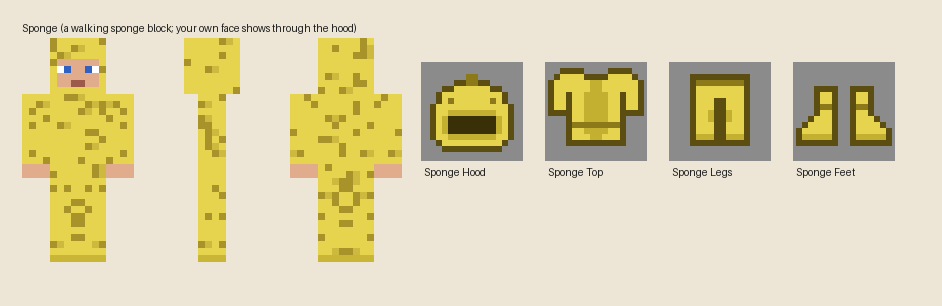 Sponge (a walking sponge block; your own face shows through the hood)
Sponge Hood
Sponge Top
Sponge Legs
Sponge Feet